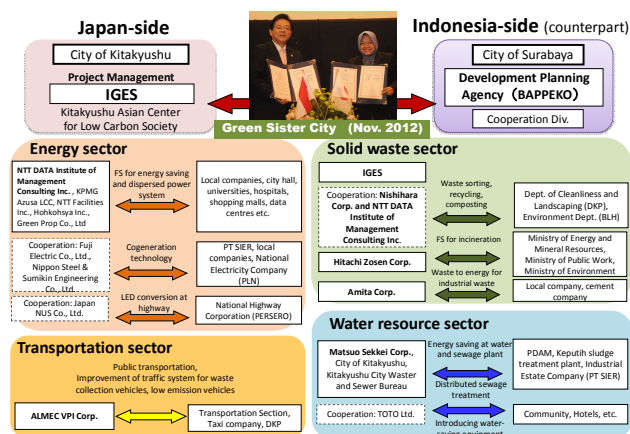 Japan-side
Indonesia-side (counterpart)
City of Kitakyushu
Project Management
IGES
Kitakyushu Asian Center
for Low Carbon Society
Green Sister City (Nov. 2012)
City of Surabaya
Development Planning
Agency (BAPPEKO)
Cooperation Div.
Energy sector
NTT DATA Institute of
Management
Consulting Inc. , KPMG
Azusa LCC, NTT Facilities
Inc., Hohkohsya Inc.,
Green Prop Co., Ltd
FS for energy saving
and dispersed power
system
Local companies, city hall,
universities, hospitals,
shopping malls, data
centres etc.
Cooperation: Fuji
Electric Co., Ltd.,
Nippon Steel &
Sumikin Engineering
Co., Ltd.
Cogeneration
technology
PT SIER, local
companies, National
Electricity Company
(PLN)
Cooperation: Japan
NUS Co., Ltd.
LED conversion at
highway
National Highway
Corporation (PERSERO)
Transportation sector
Public transportation,
Improvement of traffic system for waste
collection vehicles, low emission vehicles
ALMEC VPI Corp.
Transportation Section,
Taxi company, DKP
Solid waste sector
IGES
Cooperation: Nishihara
Corp. and NTT DATA
Institute of
Management
Consulting Inc.
Waste sorting,
recycling,
composting
Dept. of Cleanliness and
Landscaping (DKP),
Environment Dept. (BLH)
Hitachi Zosen Corp.
FS for incineration
Ministry of Energy and
Mineral Resources,
Ministry of Public Work,
Ministry of Environment
Amita Corp.
Waste to energy for
industrial waste
Local company, cement
company
Water resource sector
Matsuo Sekkei Corp.,
City of Kitakyushu,
Kitakyushu City Waste
and Sewer Bureau
Energy saving at water
and sewage plant
Distributed sewage
treatment
PDAM, Keputih sludge
treatment plant, Industrial
Estate Company (PT SIER)
Cooperation: TOTO Ltd.
Introducing water-
saving equipment
Community, Hotels, etc.